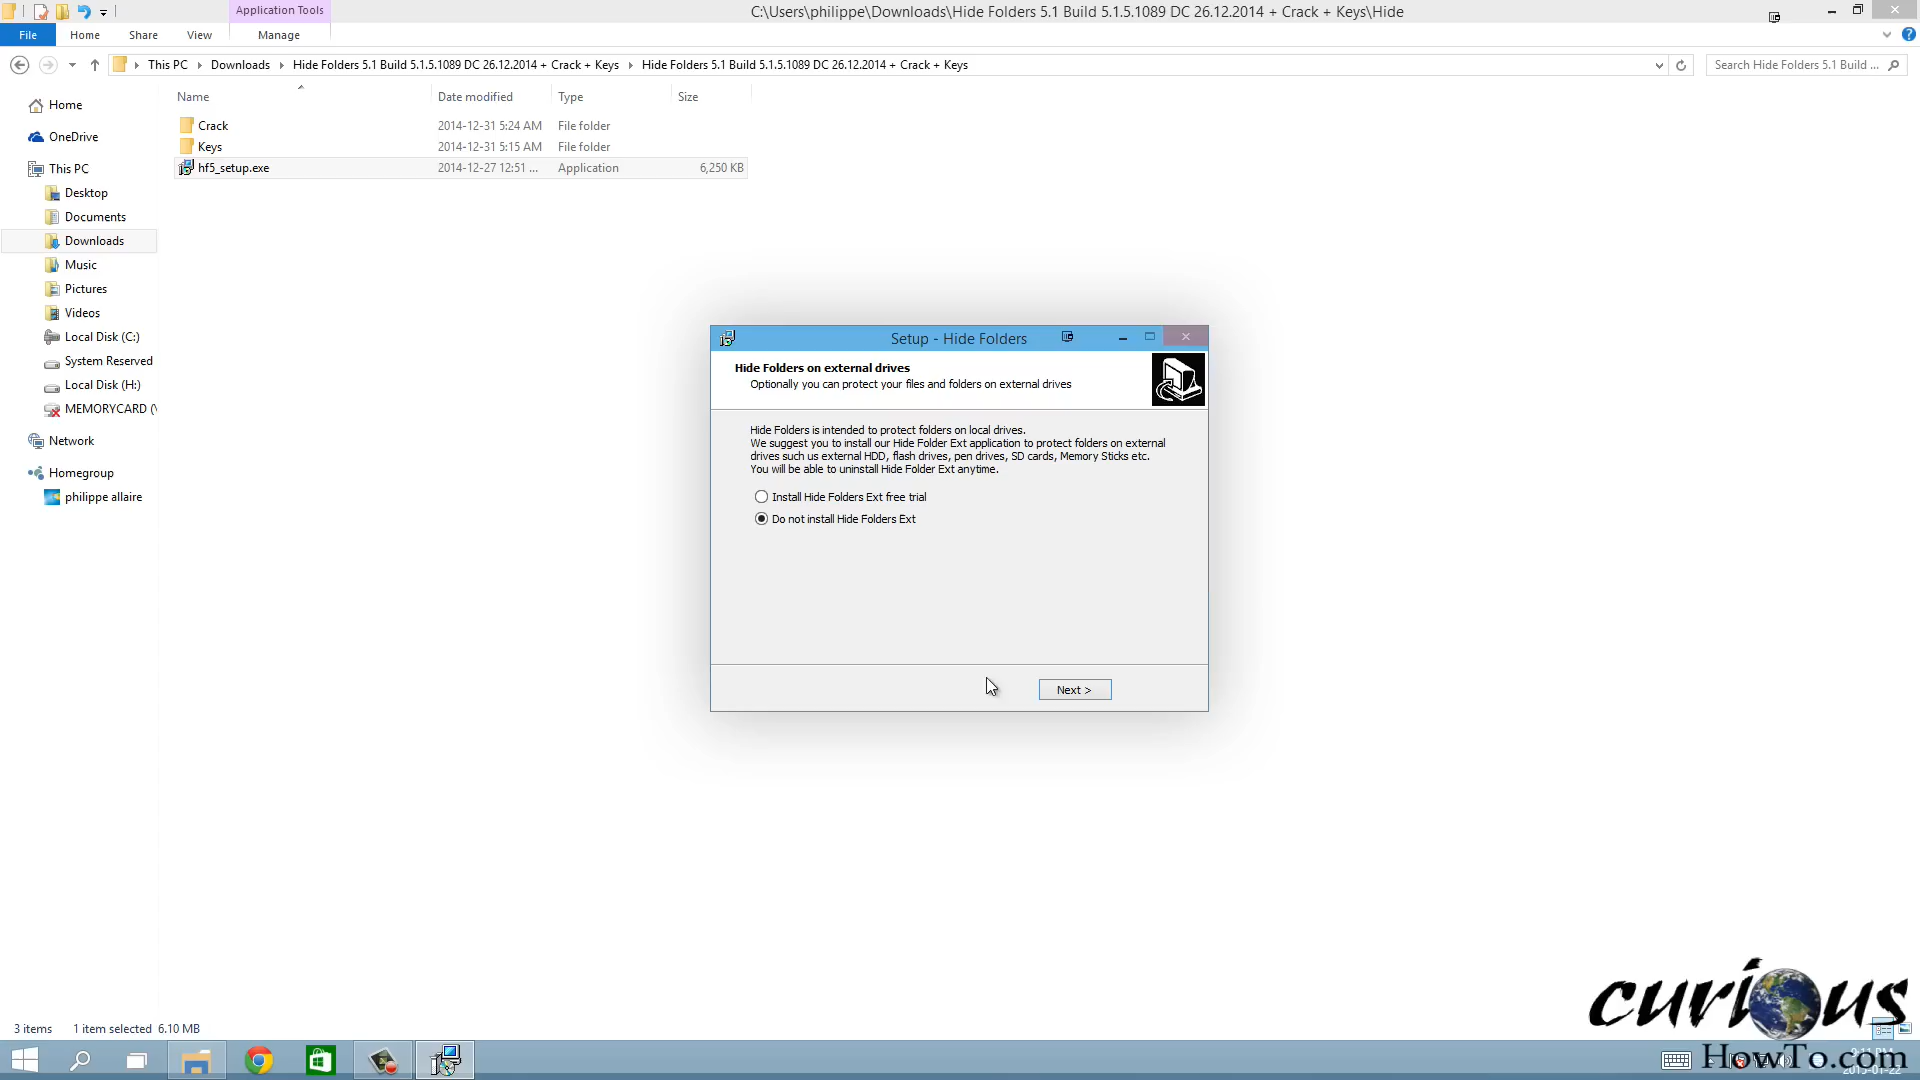 Application Tools
C:\Users\philippe\Downloads\Hide Folders 5.1 Build 5.1.5.1089 DC 26.12.2014 + Crack + Keys\Hide
File Home Share View Manage
This PC Downloads Hide Folders 5.1 Build 5.1.5.1089 DC 26.12.2014 + Crack + Keys Hide Folders 5.1 Build 5.1.5.1089 DC 26.12.2014 + Crack + Keys
Search Hide Folders 5.1 Build ...
Name Date modified Type Size
Crack 2014-12-31 5:24 AM File folder
Keys 2014-12-31 5:15 AM File folder
hf5_setup.exe 2014-12-27 12:51 ... Application 6,250 KB
Home
OneDrive
This PC
Desktop
Documents
Downloads
Music
Pictures
Videos
Local Disk (C:)
System Reserved
Local Disk (H:)
MEMORYCARD (
Network
Homegroup
philippe allaire
Setup - Hide Folders
Hide Folders on external drives
Optionally you can protect your files and folders on external drives
Hide Folders is intended to protect folders on local drives.
We suggest you to install our Hide Folder Ext application to protect folders on external
drives such us external HDD, flash drives, pen drives, SD cards, Memory Sticks etc.
You will be able to uninstall Hide Folder Ext anytime.
Install Hide Folders Ext free trial
Do not install Hide Folders Ext
Next >
3 items 1 item selected 6.10 MB
curious
HowTo.com